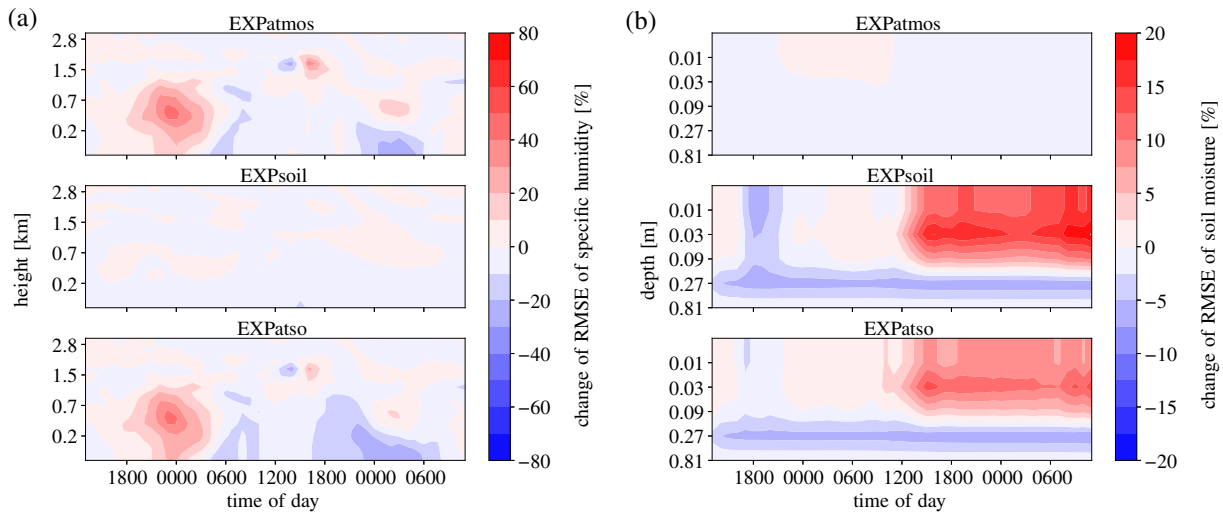 (a)
EXPatmos
2.8
1.5
0.7
0.2
EXPsoil
2.8
1.5
0.7
0.2
EXPatso
2.8
1.5
0.7
0.2
1800 0000 0600 1200 1800 0000 0600
time of day
height [km]
80
60
40
20
0
−20
−40
−60
−80
change of RMSE of specific humidity [%]
(b)
EXPatmos
0.01
0.03
0.09
0.27
0.81
EXPsoil
0.01
0.03
0.09
0.27
0.81
EXPatso
0.01
0.03
0.09
0.27
0.81
1800 0000 0600 1200 1800 0000 0600
time of day
depth [m]
20
15
10
5
0
−5
−10
−15
−20
change of RMSE of soil moisture [%]